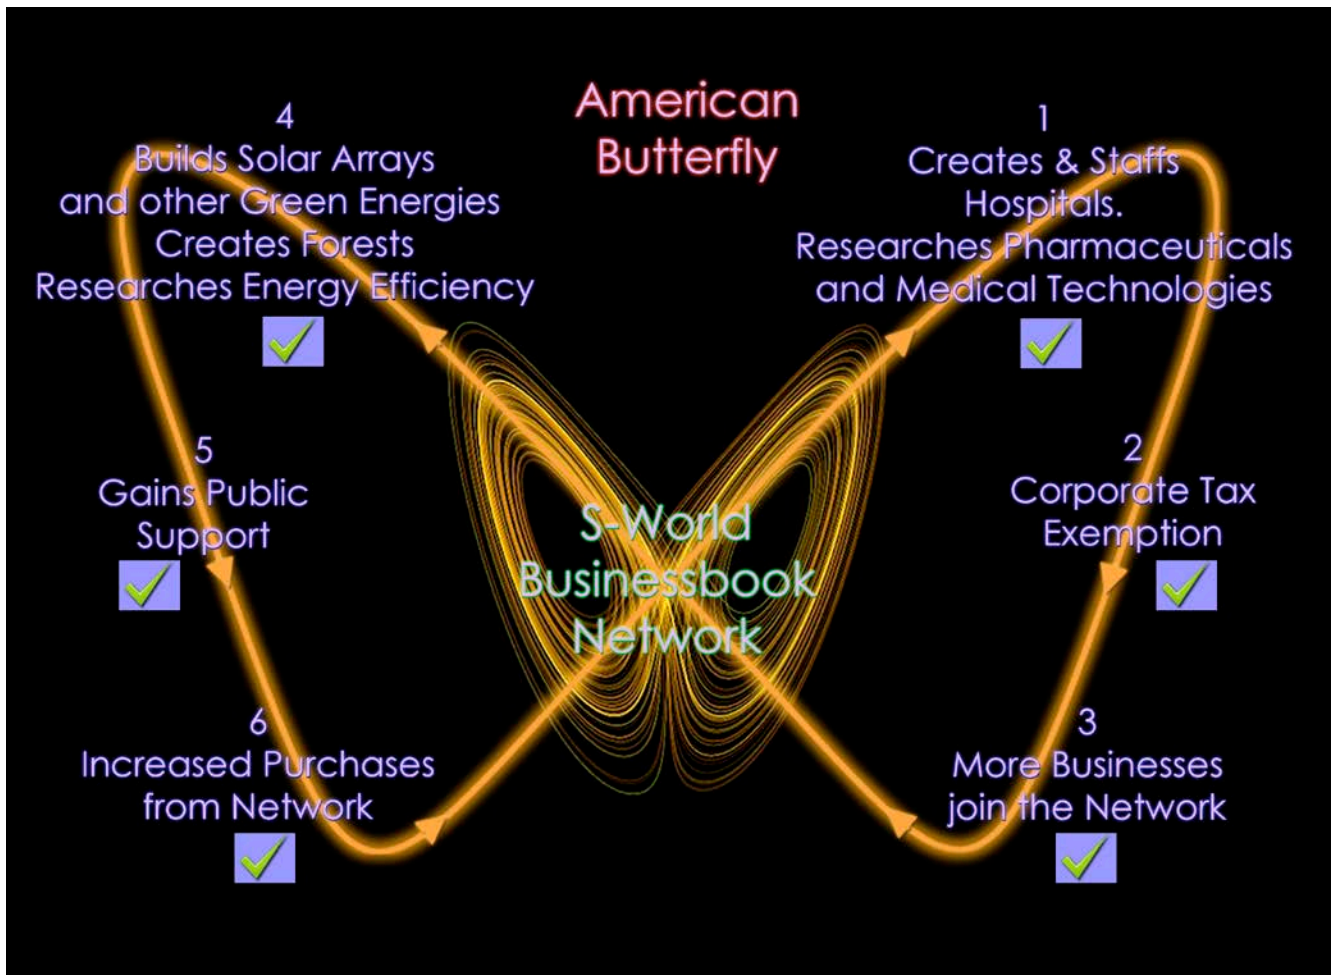 American
Butterfly
1
Creates & Staffs
Hospitals.
Researches Pharmaceuticals
and Medical Technologies
2
Corporate Tax
Exemption
3
More Businesses
join the Network
4
Builds Solar Arrays
and other Green Energies
Creates Forests
Researches Energy Efficiency
5
Gains Public
Support
6
Increased Purchases
from Network
S-World
Businessbook
Network